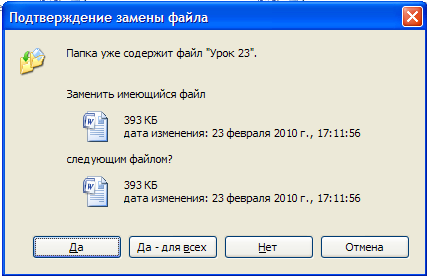 Подтверждение замены файла
Папка уже содержит файл "Урок 23".
Заменить имеющийся файл
393 КБ
дата изменения: 23 февраля 2010 г., 17:11:56
следующим файлом?
393 КБ
дата изменения: 23 февраля 2010 г., 17:11:56
Да Да - для всех Нет Отмена